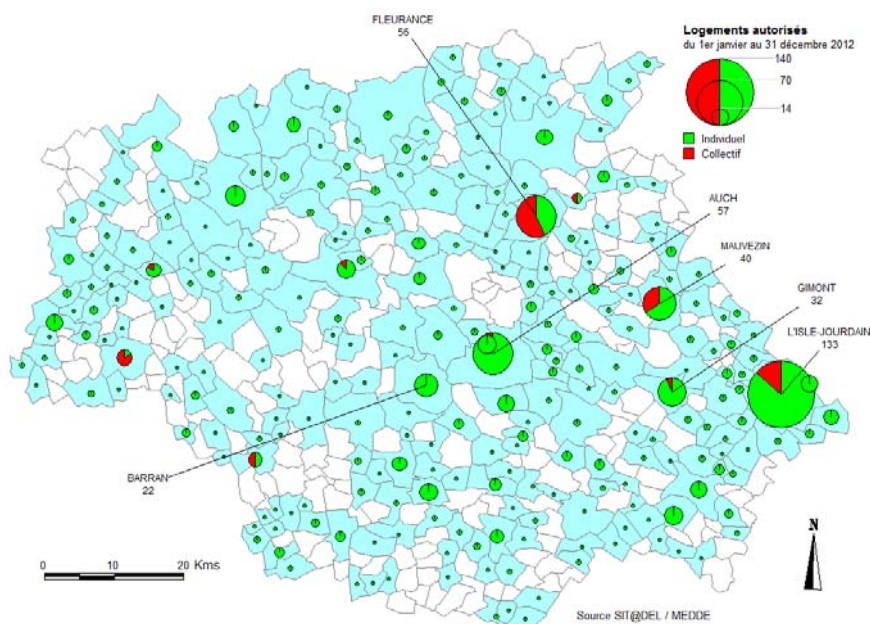 FLEURANCE
56
Logements autorisés
du 1er janvier au 31 décembre 2012
140
70
14
Individuel
Collectif
AUCH
57
MAUVEZIN
40
GIMONT
32
L'ISLE-JOURDAIN
133
BARRAN
22
N
0 10 20 Kms
Source SIT@DEL / MEDDE